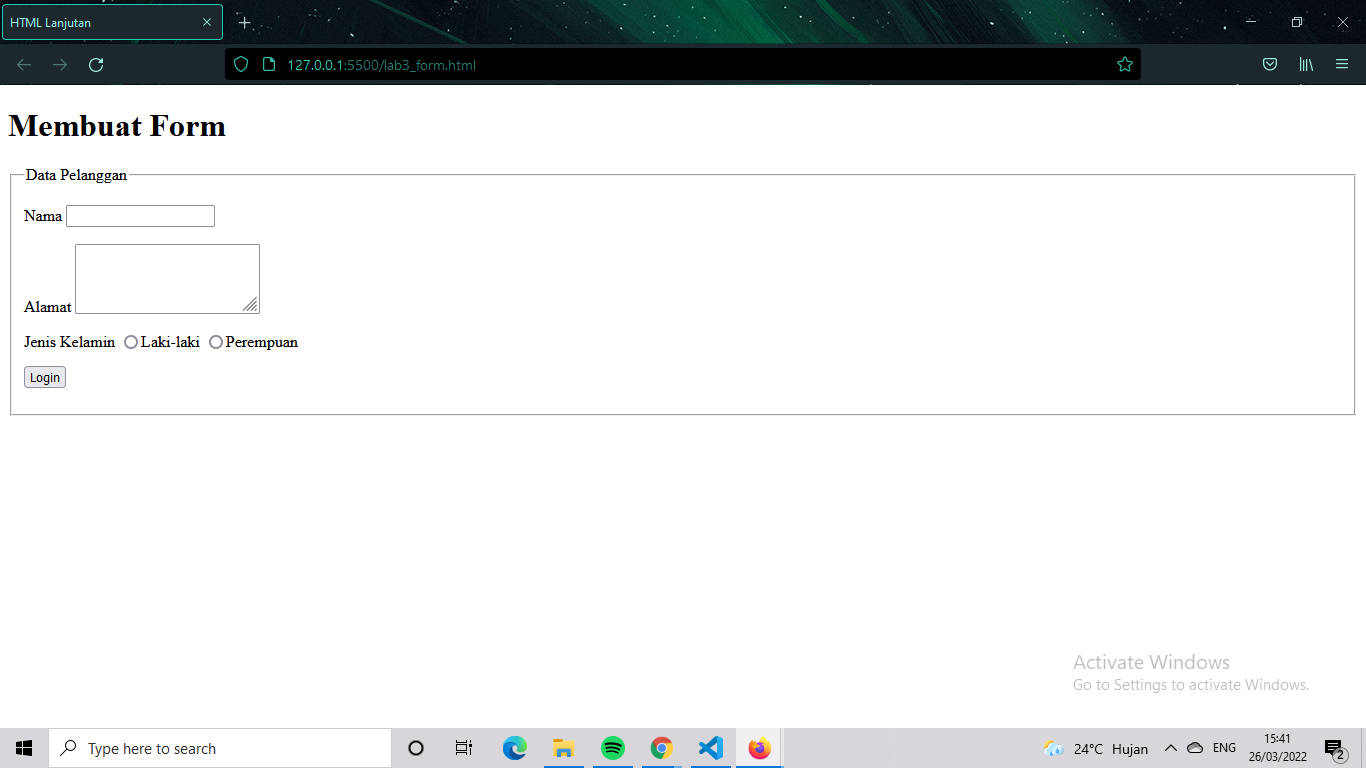 HTML Lanjutan
127.0.0.1:5500/lab3_form.html
Membuat Form
Data Pelanggan
Nama
Alamat
Jenis Kelamin Laki-laki Perempuan
Login
Activate Windows
Go to Settings to activate Windows.
Type here to search
24°C Hujan
ENG
15:41
26/03/2022
2